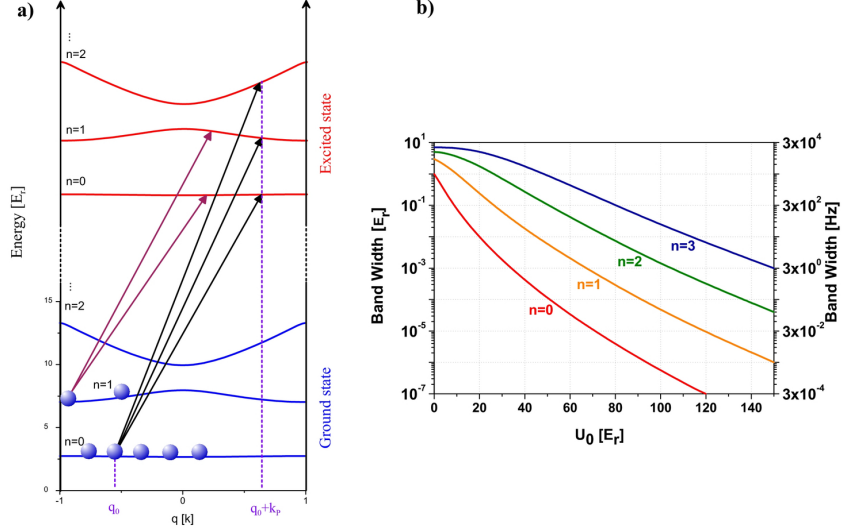 a)
b)
...
n=2
n=1
n=0
Excited state
Energy [Er]
...
n=2
n=1
n=0
Ground state
15
10
5
2.5
0
-1
q₀
0
q₀+kₚ
1
q [k]
10¹
10⁻¹
10⁻³
10⁻⁵
10⁻⁷
Band Width [Er]
n=3
n=2
n=1
n=0
3x10⁴
3x10²
3x10⁰
3x10⁻²
3x10⁻⁴
Band Width [Hz]
0
20
40
60
80
100
120
140
U₀ [Er]